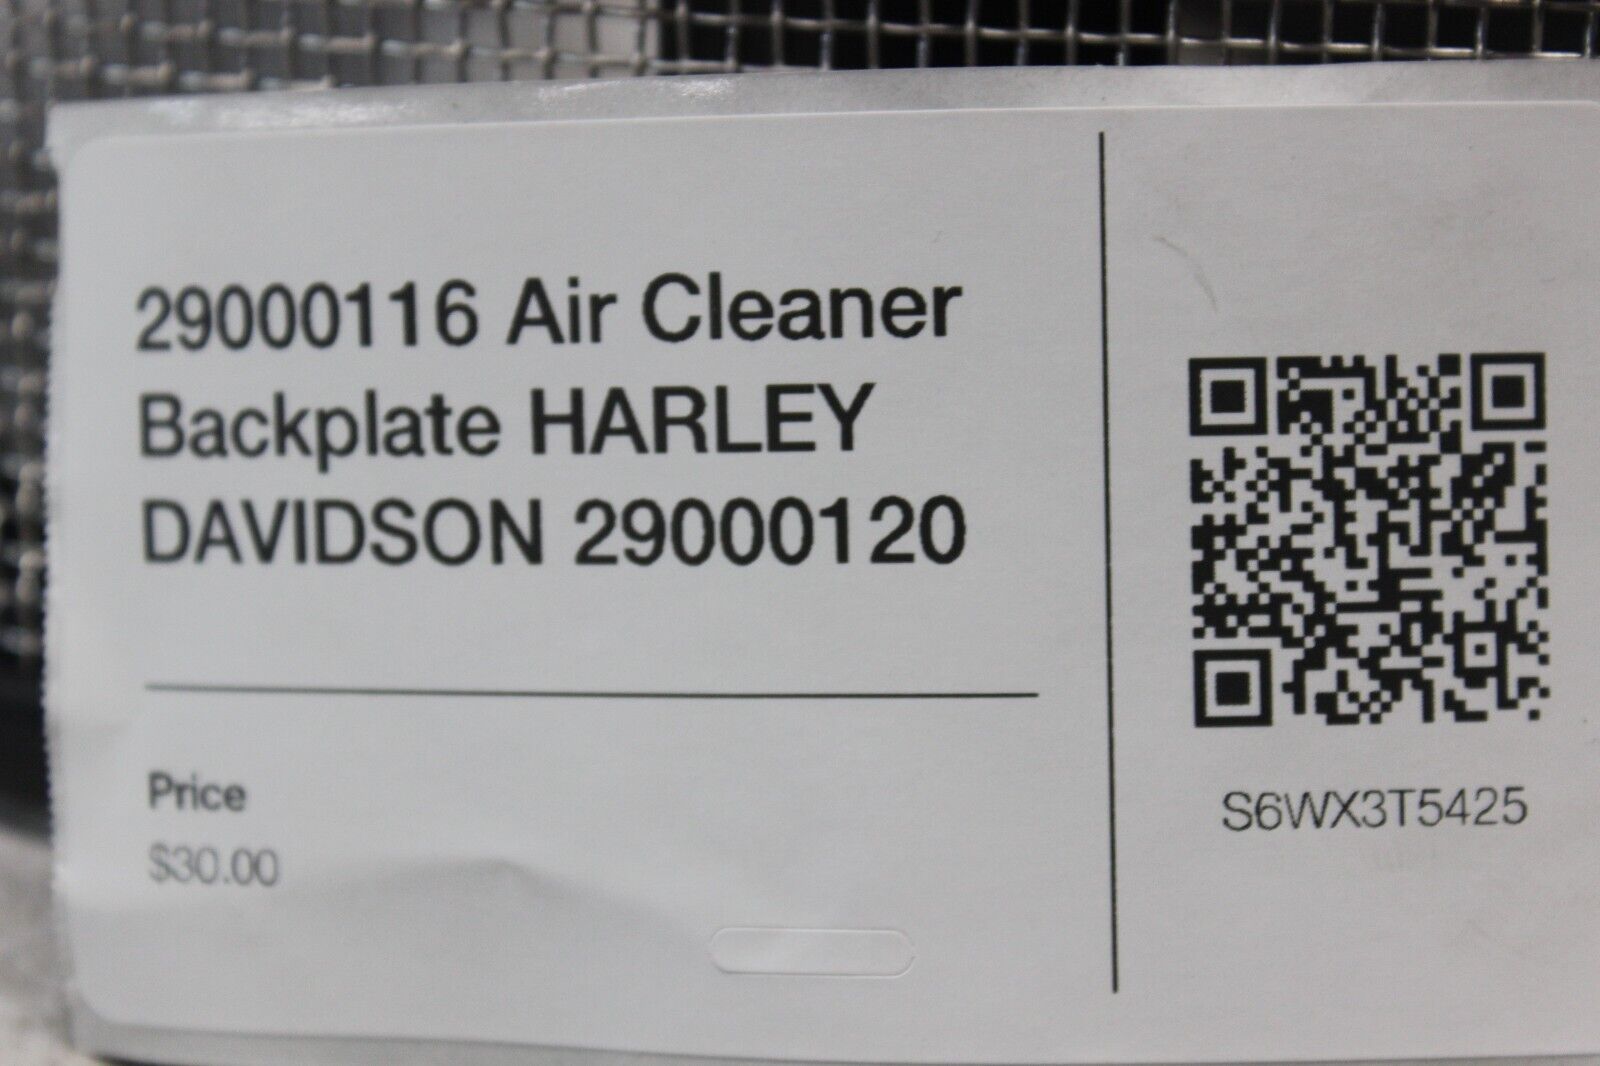 29000116 Air Cleaner
Backplate HARLEY
DAVIDSON 29000120
Price
$30.00
S6WX3T5425